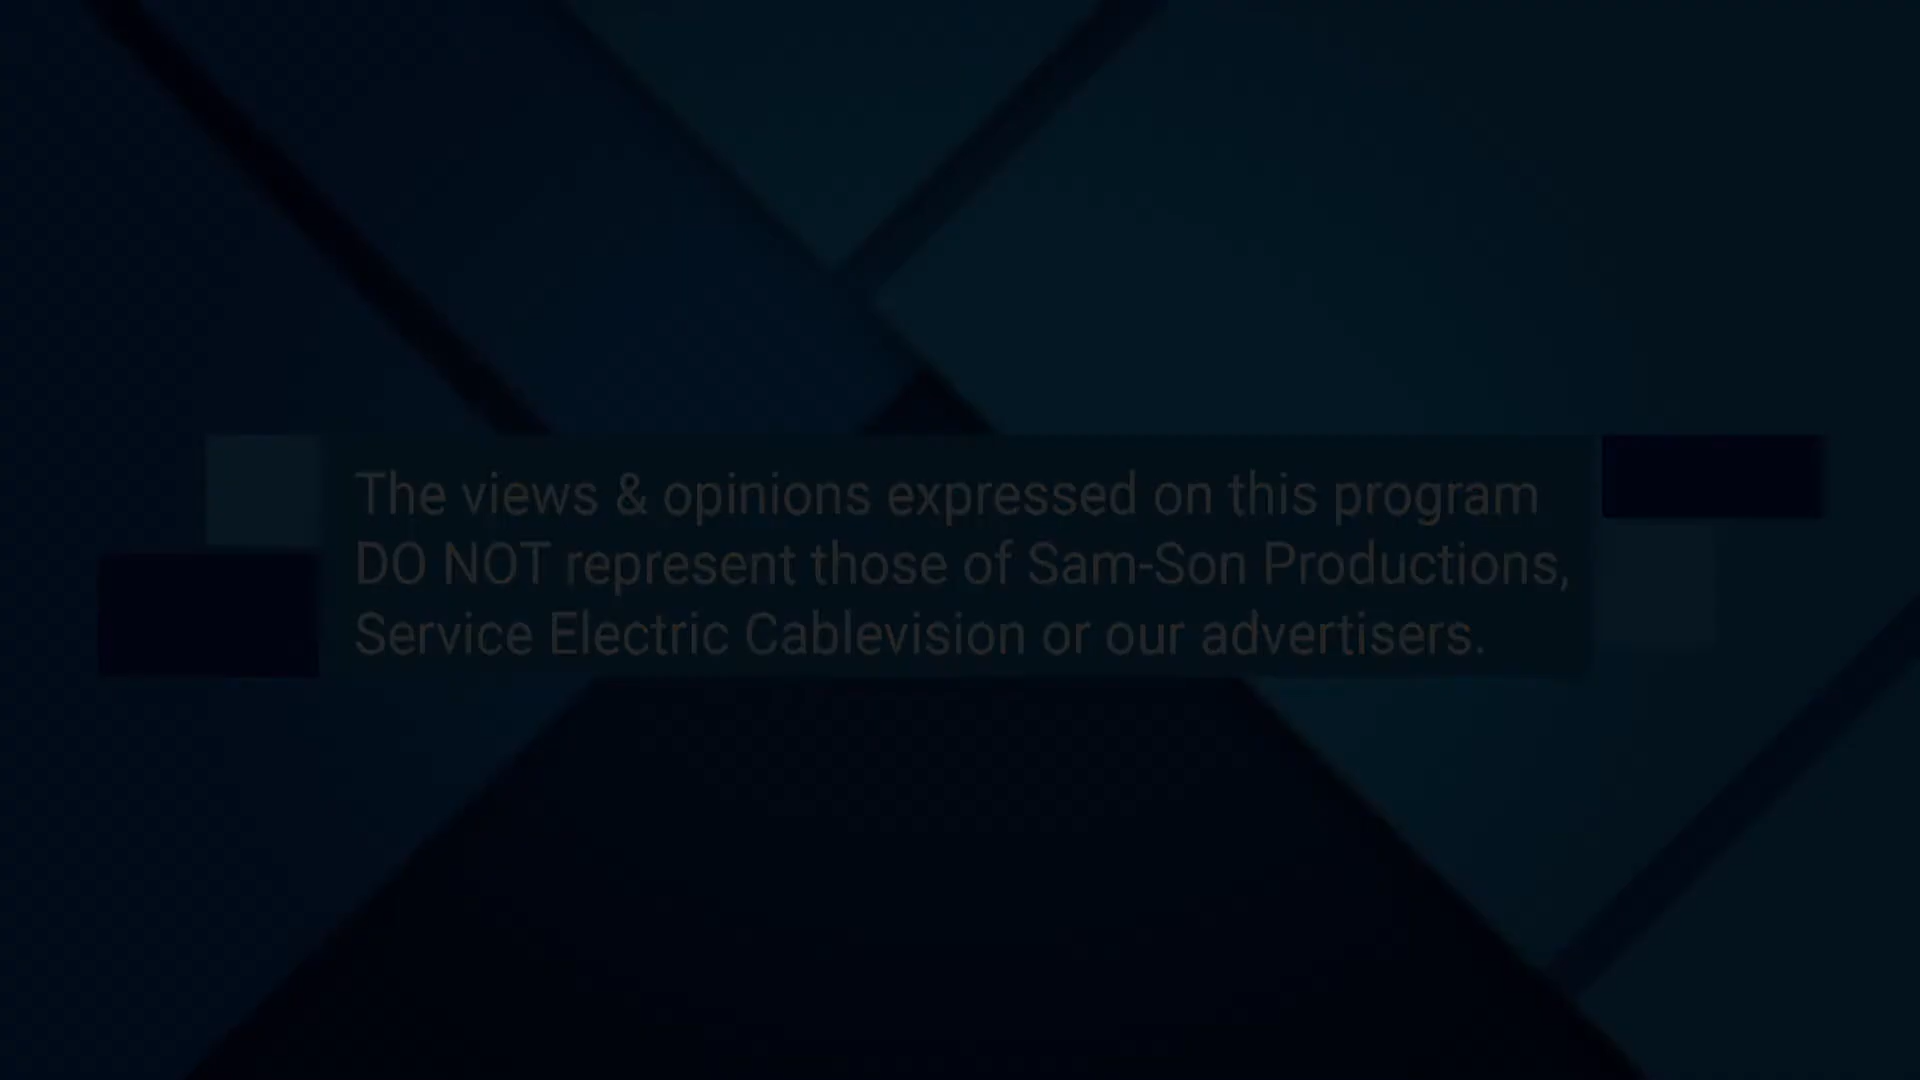 The views & opinions expressed on this program
DO NOT represent those of Sam-Son Productions,
Service Electric Cablevision or our advertisers.